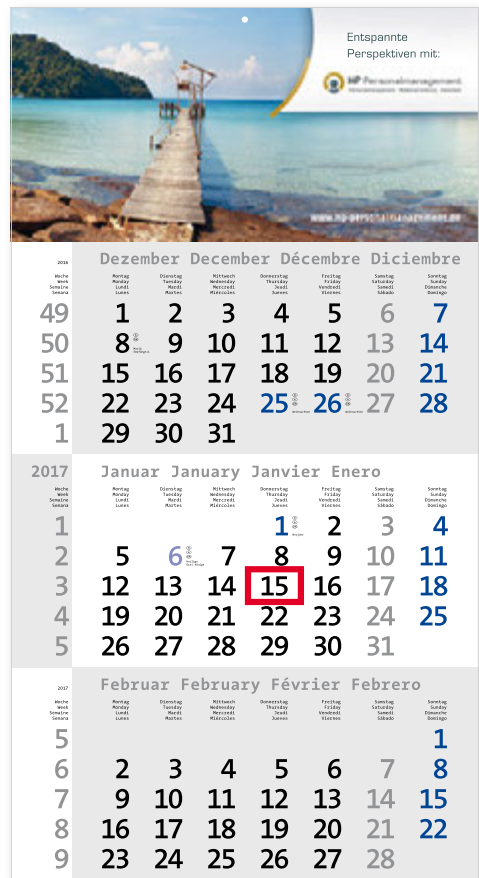 Entspannte
Perspektiven mit:
HP Personalmanagement
www.hp-personalmanagement.de
2016 Dezember December Décembre Diciembre
Woche Montag Dienstag Mittwoch Donnerstag Freitag Samstag Sonntag
Week Monday Tuesday Wednesday Thursday Friday Saturday Sunday
Semaine Lundi Mardi Mercredi Jeudi Vendredi Samedi Dimanche
Semana Lunes Martes Miércoles Jueves Viernes Sábado Domingo
49 1 2 3 4 5 6 7
50 8 9 10 11 12 13 14
51 15 16 17 18 19 20 21
52 22 23 24 25 26 27 28
1 29 30 31
2017 Januar January Janvier Enero
Woche Montag Dienstag Mittwoch Donnerstag Freitag Samstag Sonntag
Week Monday Tuesday Wednesday Thursday Friday Saturday Sunday
Semaine Lundi Mardi Mercredi Jeudi Vendredi Samedi Dimanche
Semana Lunes Martes Miércoles Jueves Viernes Sábado Domingo
1 1 2 3 4
2 5 6 7 8 9 10 11
3 12 13 14 15 16 17 18
4 19 20 21 22 23 24 25
5 26 27 28 29 30 31
2017 Februar February Février Febrero
Woche Montag Dienstag Mittwoch Donnerstag Freitag Samstag Sonntag
Week Monday Tuesday Wednesday Thursday Friday Saturday Sunday
Semaine Lundi Mardi Mercredi Jeudi Vendredi Samedi Dimanche
Semana Lunes Martes Miércoles Jueves Viernes Sábado Domingo
5 1
6 2 3 4 5 6 7 8
7 9 10 11 12 13 14 15
8 16 17 18 19 20 21 22
9 23 24 25 26 27 28